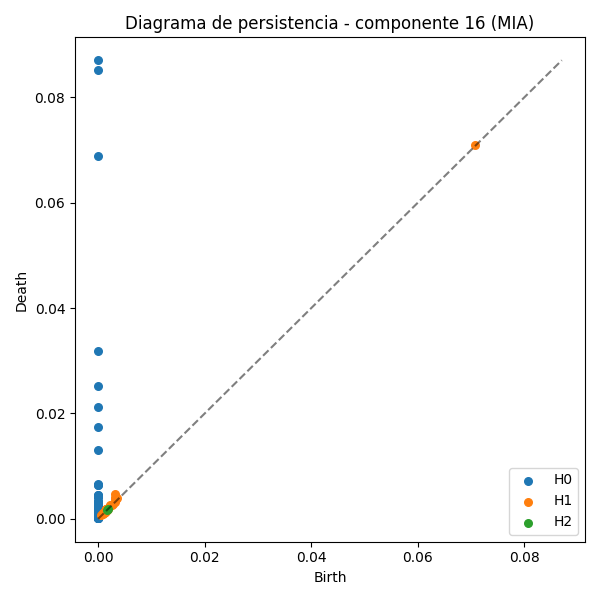 Diagrama de persistencia - componente 16 (MIA)
Death
0.08
0.06
0.04
0.02
0.00
0.00 0.02 0.04 0.06 0.08
Birth
H0
H1
H2